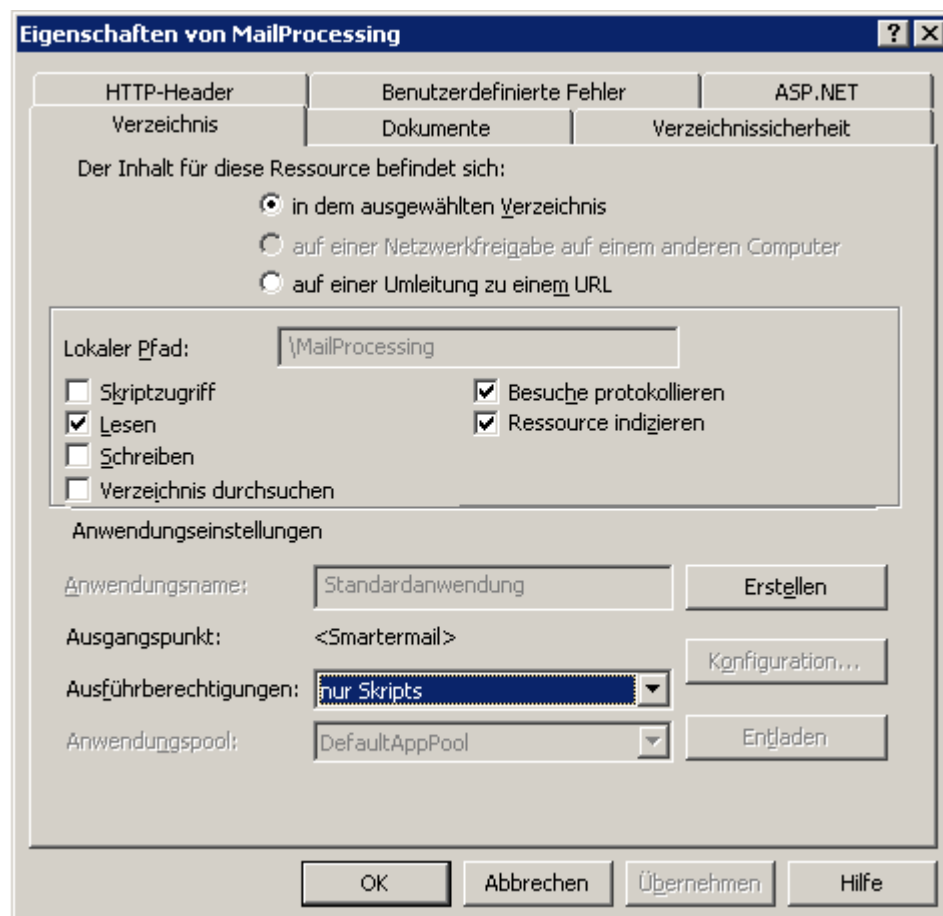 Eigenschaften von MailProcessing
HTTP-Header Benutzerdefinierte Fehler ASP.NET
Verzeichnis Dokumente Verzeichnissicherheit
Der Inhalt für diese Ressource befindet sich:
in dem ausgewählten Verzeichnis
auf einer Netzwerkfreigabe auf einem anderen Computer
auf einer Umleitung zu einem URL
Lokaler Pfad: \MailProcessing
Skriptzugriff Besuche protokollieren
Lesen Ressource indizieren
Schreiben
Verzeichnis durchsuchen
Anwendungseinstellungen
Anwendungsname: Standardanwendung Erstellen
Ausgangspunkt: <Smartermail>
Konfiguration...
Ausführberechtigungen: nur Skripts
Anwendungspool: DefaultAppPool Entladen
OK Abbrechen Übernehmen Hilfe